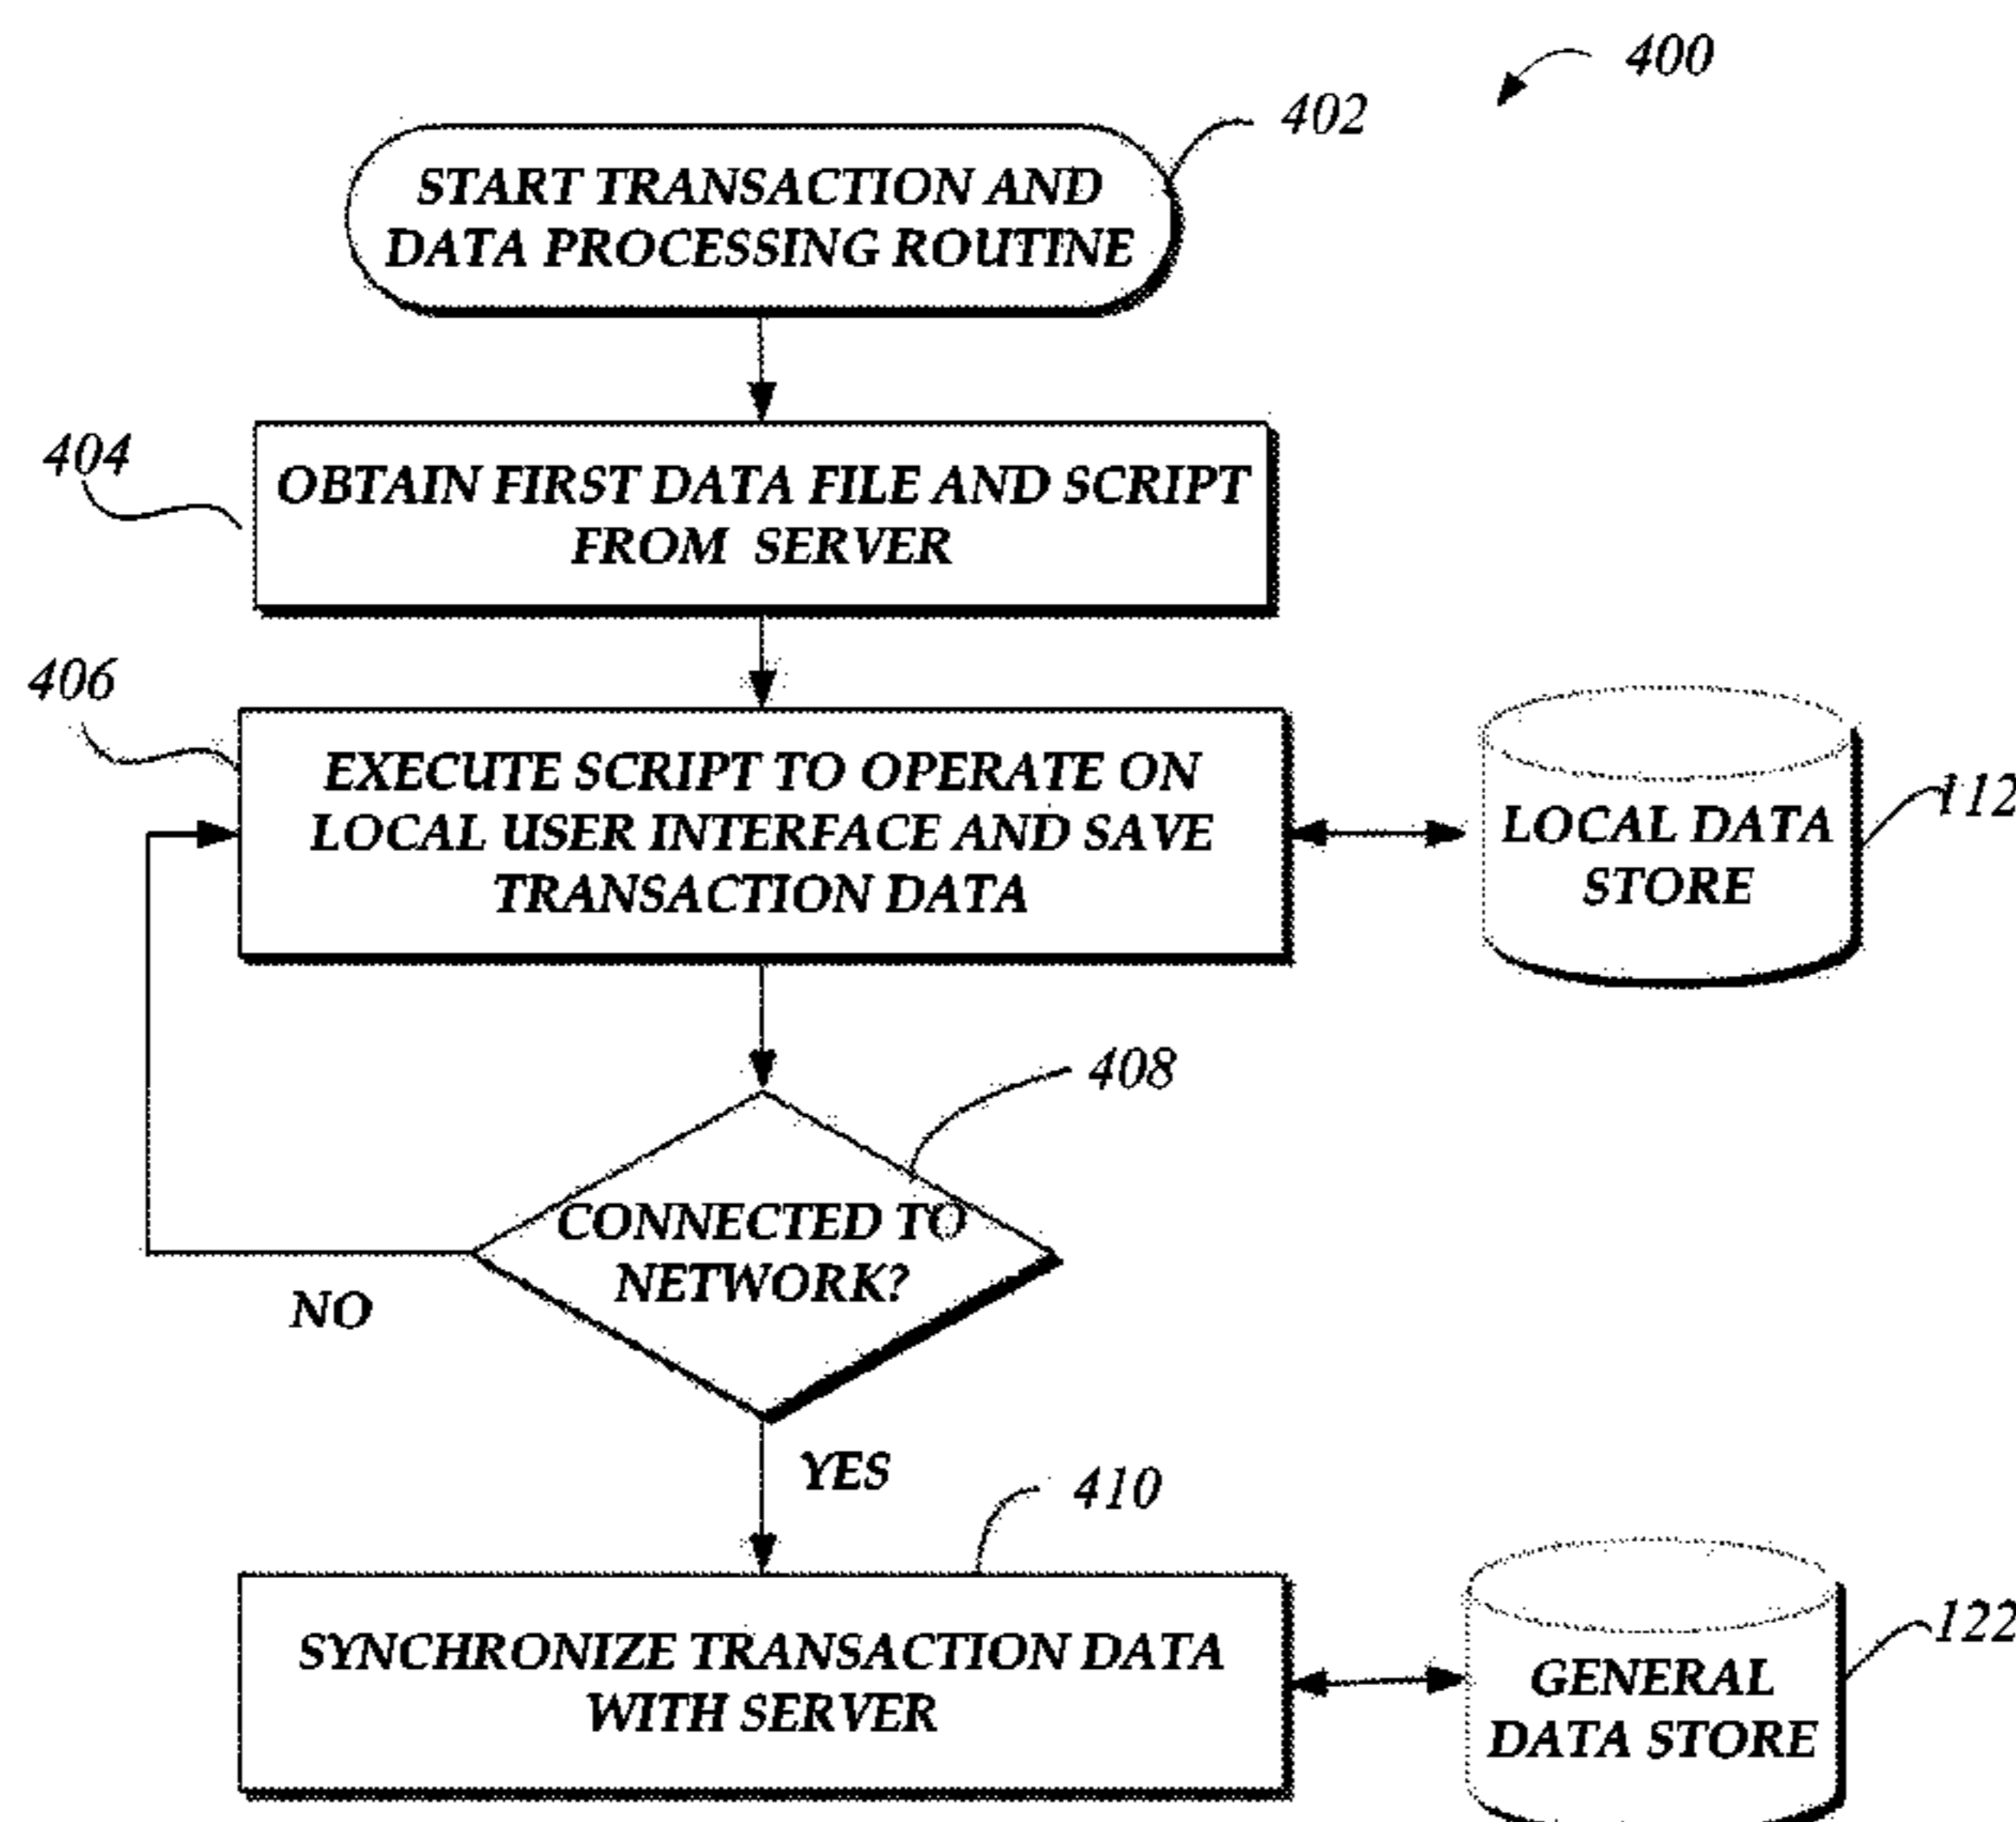 400
402
START TRANSACTION AND
DATA PROCESSING ROUTINE
404
OBTAIN FIRST DATA FILE AND SCRIPT
FROM SERVER
406
EXECUTE SCRIPT TO OPERATE ON
LOCAL USER INTERFACE AND SAVE
TRANSACTION DATA
112
LOCAL DATA
STORE
408
CONNECTED TO
NETWORK?
NO
YES
410
SYNCHRONIZE TRANSACTION DATA
WITH SERVER
122
GENERAL
DATA STORE